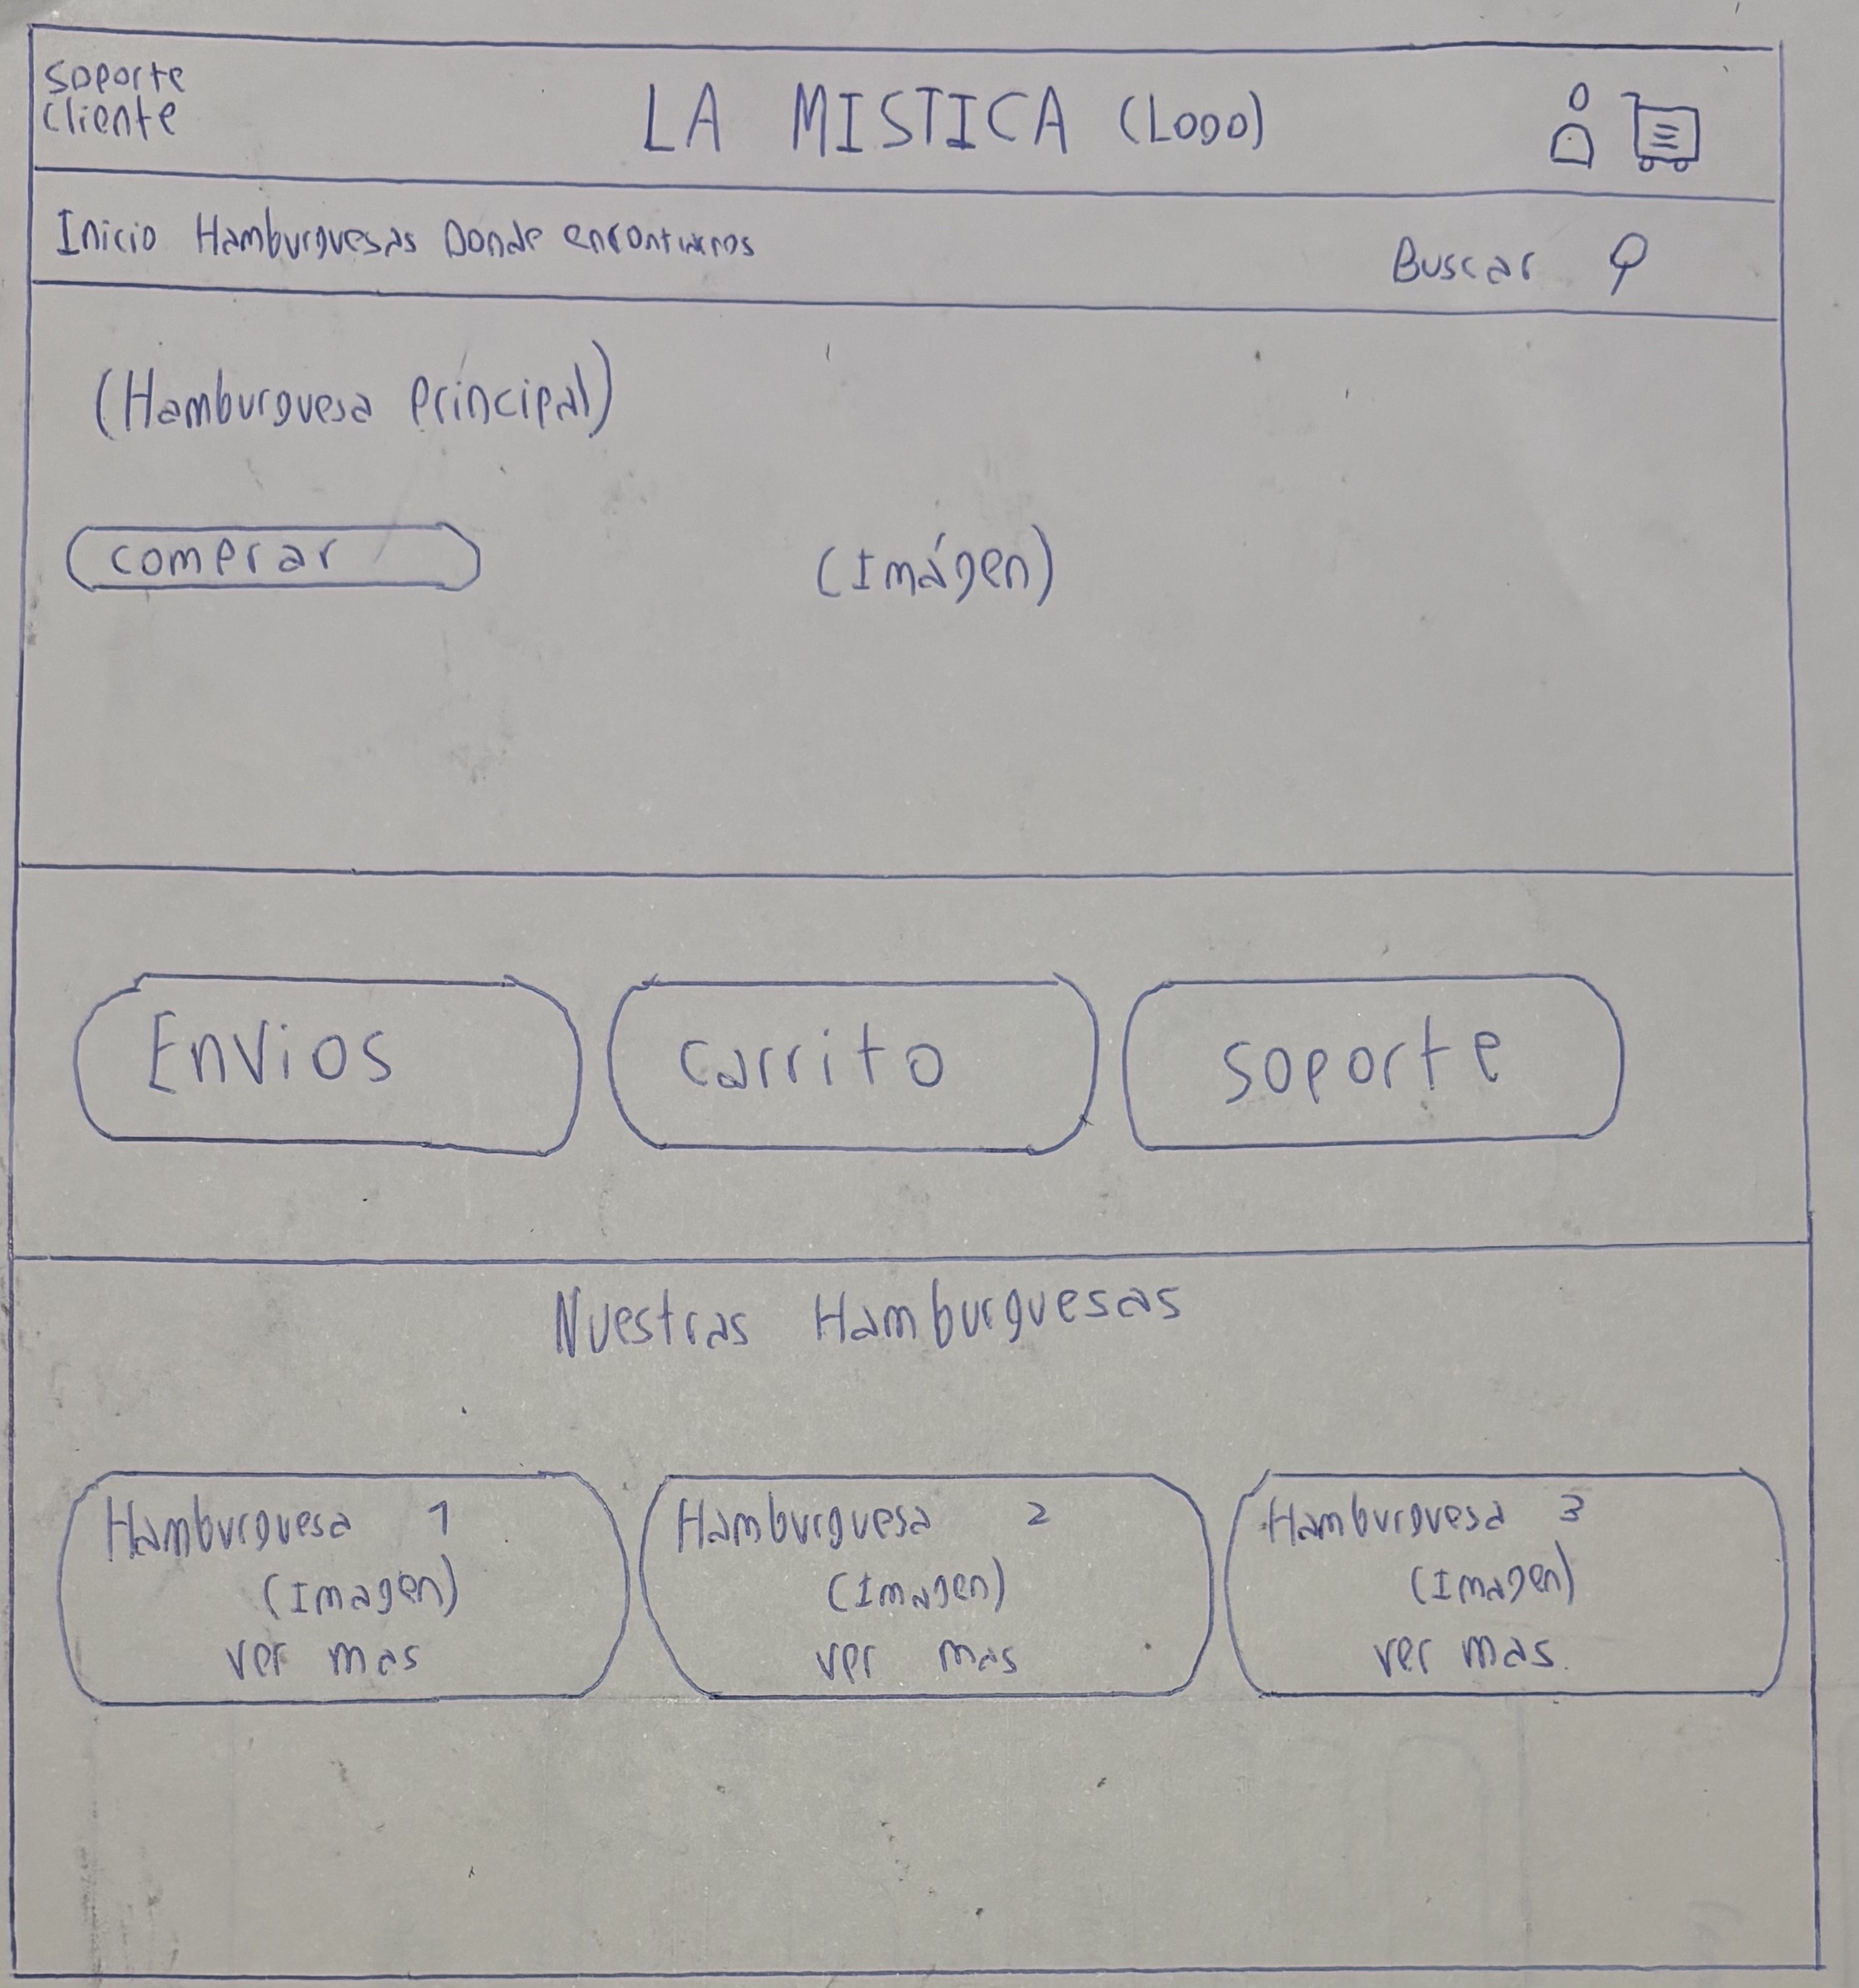 Soporte
Cliente
LA MISTICA (LOGO)
Inicio Hamburguesas Donde encontrarnos
Buscar
(Hamburguesa Principal)
comprar
(Imágen)
Envios
carrito
soporte
Nuestras Hamburguesas
Hamburguesa 1
(Imagen)
ver mas
Hamburguesa 2
(Imagen)
ver mas
Hamburguesa 3
(Imagen)
ver mas